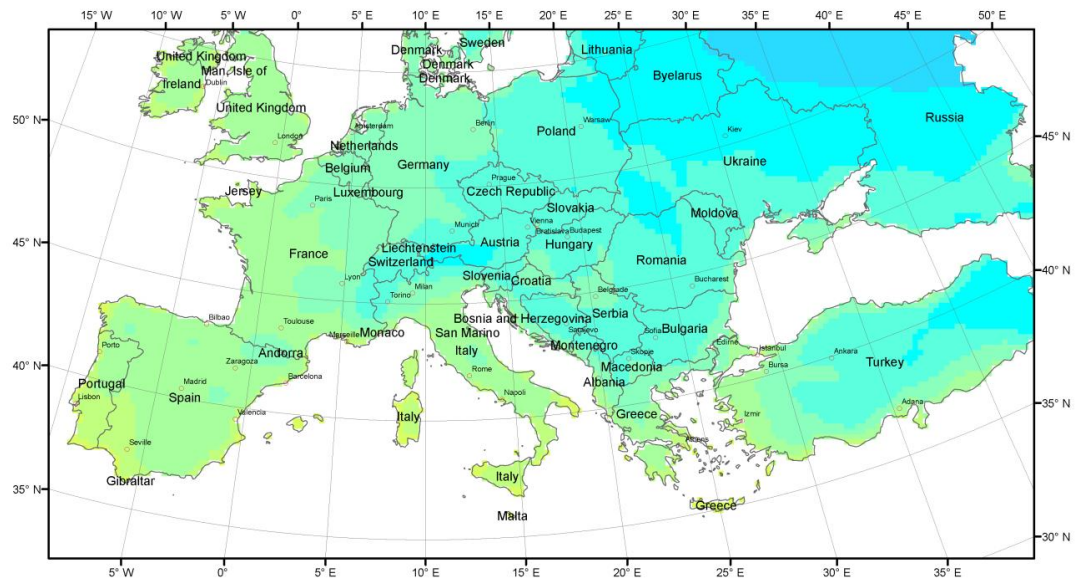 15° W 10° W 5° W 0° E 5° E 10° E 15° E 20° E 25° E 30° E 35° E 40° E 45° E 50° E
Denmark Sweden
Lithuania
United Kingdom
Denmark
Man, Isle of
Denmark
Byelarus
Ireland
Dublin
United Kingdom
Russia
50° N
45° N
Amsterdam
Berlin
Warsaw
Poland
London
Kiev
Netherlands
Germany
Ukraine
Belgium
Prague
Jersey
Luxembourg
Czech Republic
Paris
Slovakia
Moldova
Munich
Vienna
Bratislava
Budapest
45° N
40° N
Liechtenstein
Austria
Hungary
France
Switzerland
Romania
Slovenia
Croatia
Lyon
Milan
Bucharest
Torino
Belgrade
Bilbao
Toulouse
Marseille
Monaco
Bosnia and Herzegovina
Serbia
San Marino
Sarajevo
Sofia
Bulgaria
Porto
Andorra
Italy
Montenegro
Edirne
Istanbul
Ankara
Zaragoza
Skopje
Turkey
40° N
35° N
Macedonia
Bursa
Barcelona
Rome
Portugal
Madrid
Albania
Lisbon
Spain
Napoli
Adana
Valencia
Italy
Greece
Izmir
Seville
Athens
Gibraltar
Italy
35° N
Greece
Malta
30° N
5° W 0° E 5° E 10° E 15° E 20° E 25° E 30° E 35° E